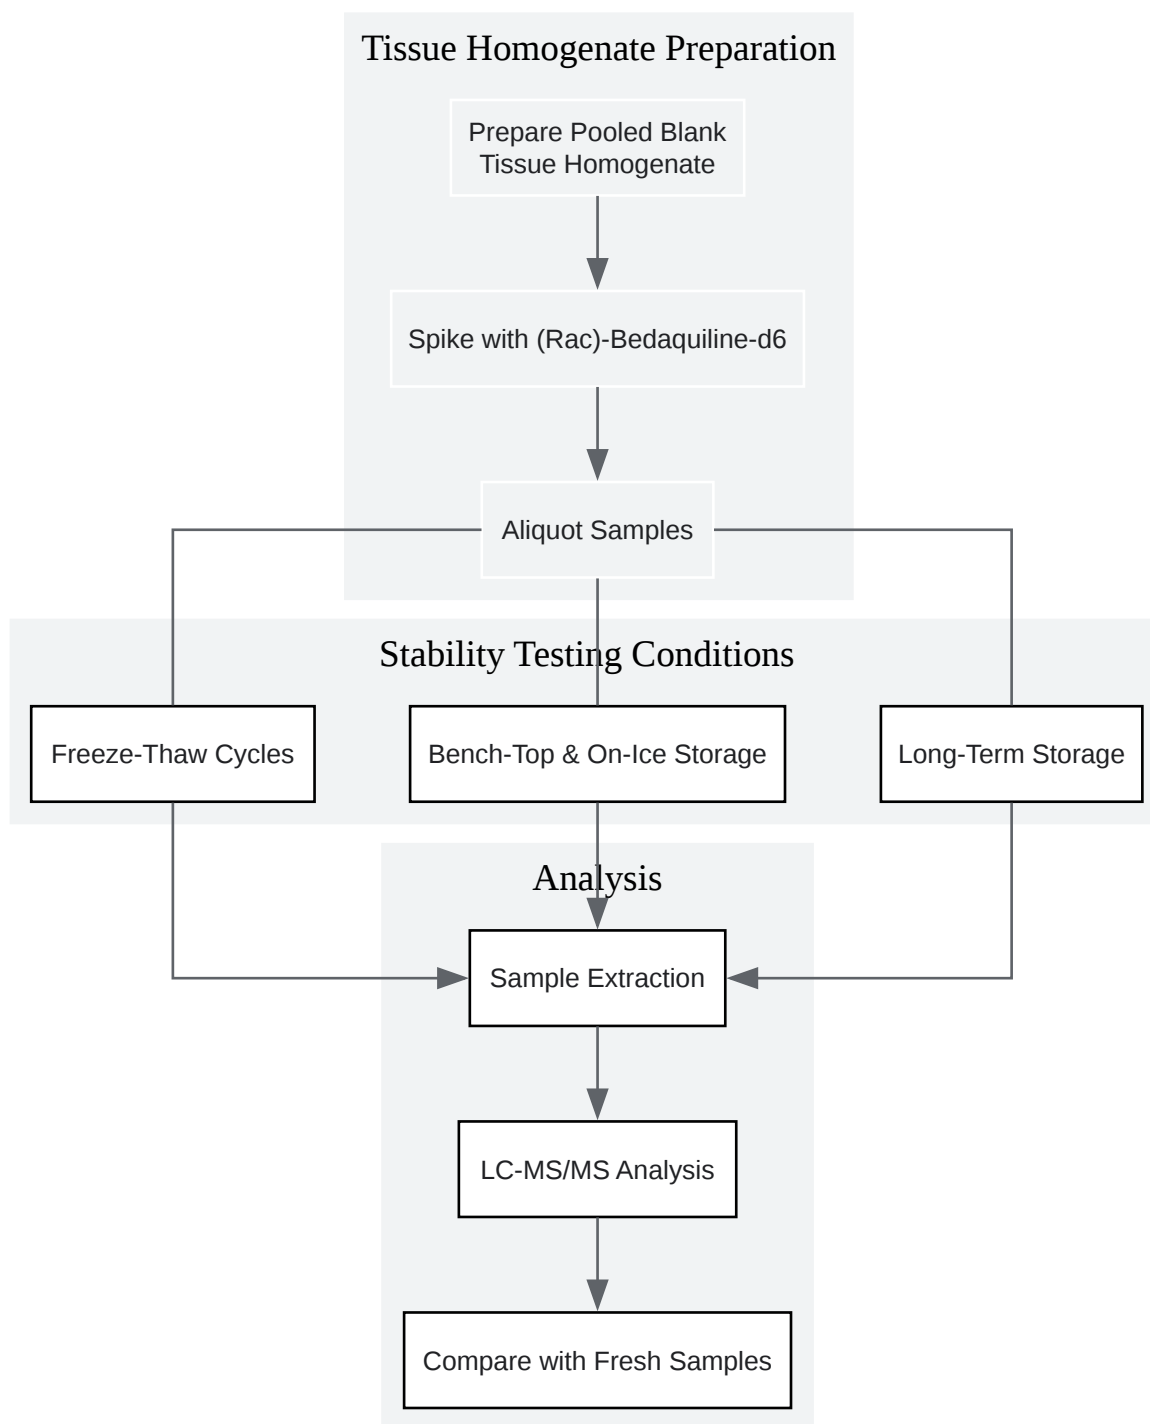 Tissue Homogenate Preparation
Prepare Pooled Blank
Tissue Homogenate
Spike with (Rac)-Bedaquiline-d6
Aliquot Samples
Stability Testing Conditions
Freeze-Thaw Cycles
Bench-Top & On-Ice Storage
Long-Term Storage
Analysis
Sample Extraction
LC-MS/MS Analysis
Compare with Fresh Samples